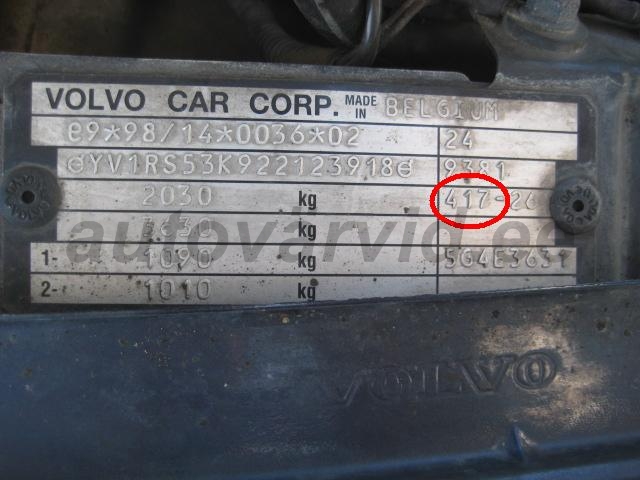 VOLVO CAR CORP. MADE IN BELGIUM
e9*98/14*0036*02 24
YV1RS53K922123918 9381
2030 kg 417-26
3630 kg
1- 1090 kg 564E3631
2- 1010 kg
autovarvid.ee
VOLVO